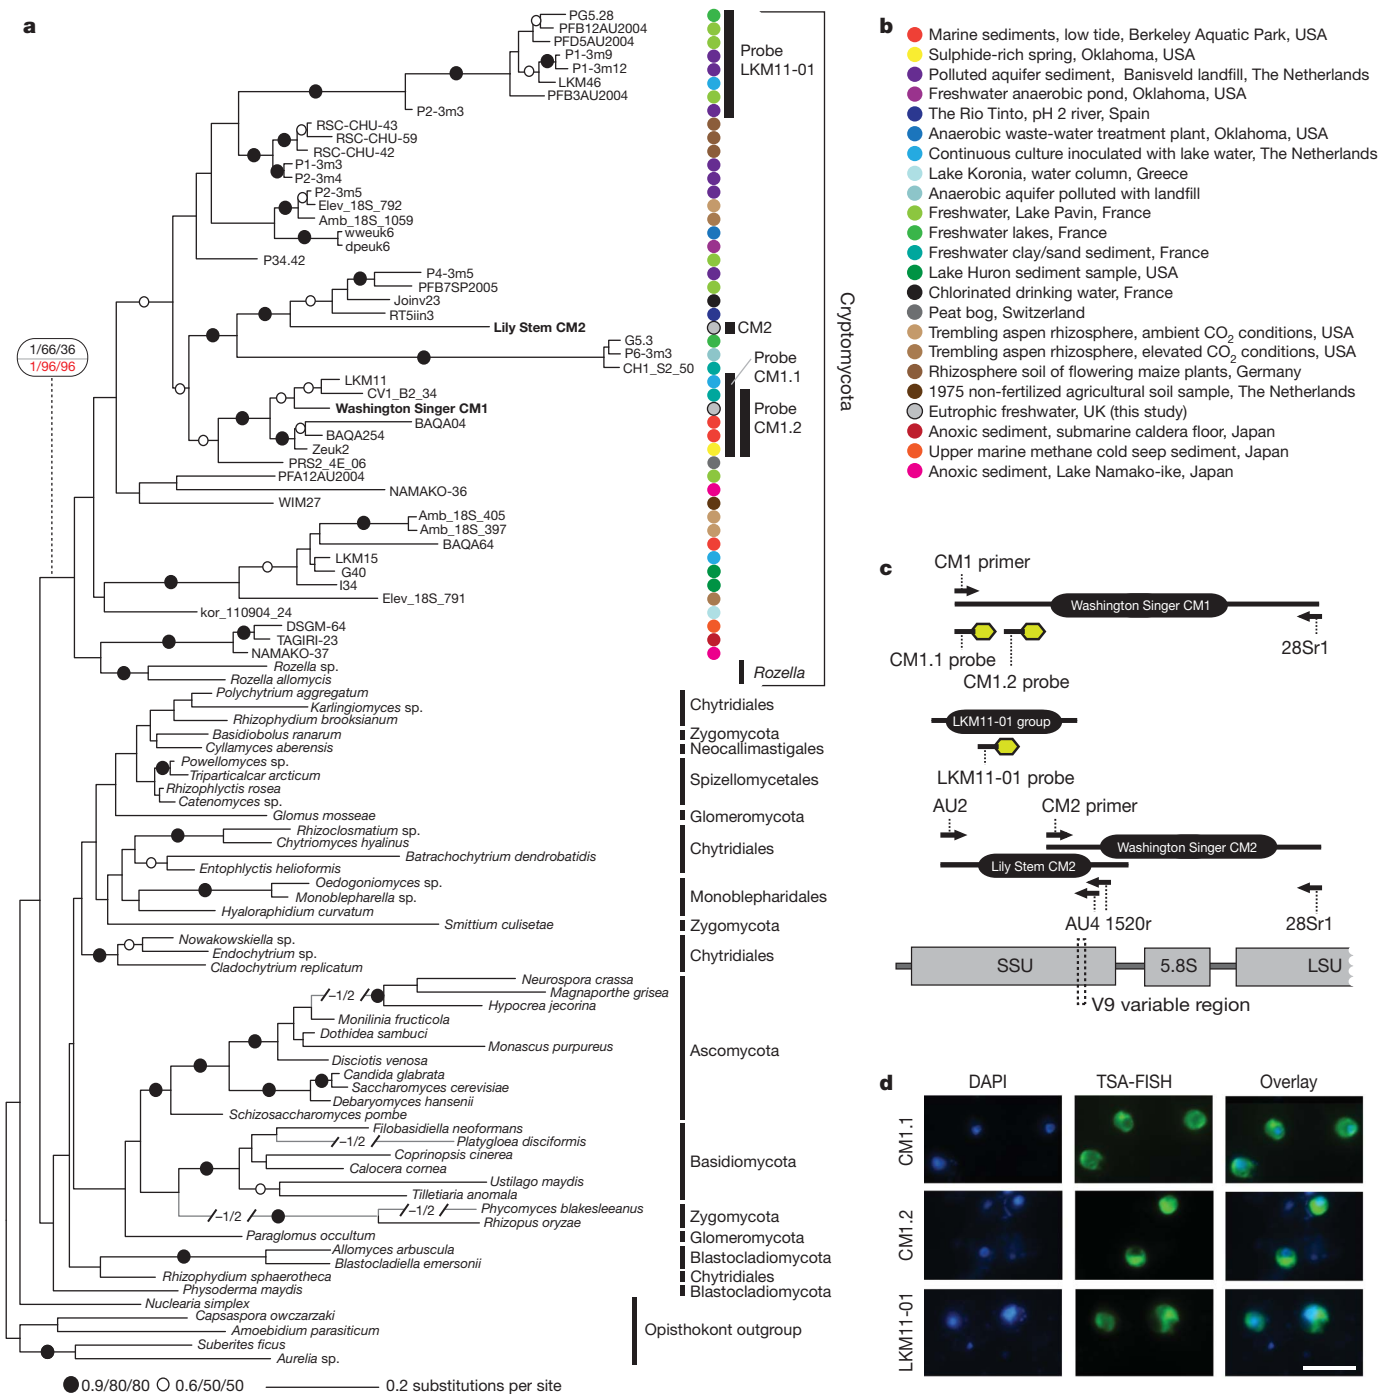 a
PG5.28
PFB12AU2004
PFD5AU2004
P1-3m9
P1-3m12
LKM46
PFB3AU2004
P2-3m3
RSC-CHU-43
RSC-CHU-59
RSC-CHU-42
P1-3m3
P2-3m4
P2-3m5
Elev_18S_792
Amb_18S_1059
wweuk6
dpeuk6
P34.42
P4-3m5
PFB7SP2005
Joinv23
RT5iin3
Lily Stem CM2
G5.3
P6-3m3
CH1_S2_50
LKM11
CV1_B2_34
Washington Singer CM1
BAQA04
BAQA254
Zeuk2
PRS2_4E_06
PFA12AU2004
NAMAKO-36
WIM27
Amb_18S_405
Amb_18S_397
BAQA64
LKM15
G40
I34
Elev_18S_791
kor_110904_24
DSGM-64
TAGIRI-23
NAMAKO-37
Rozella sp.
Rozella allomycis
Polychytrium aggregatum
Karlingiomyces sp.
Rhizophydium brooksianum
Basidiobolus ranarum
Cyllamyces aberensis
Powellomyces sp.
Triparticalcar arcticum
Rhizophlyctis rosea
Catenomyces sp.
Glomus mosseae
Rhizoclosmatium sp.
Chytriomyces hyalinus
Batrachochytrium dendrobatidis
Entophlyctis helioformis
Oedogoniomyces sp.
Monoblepharella sp.
Hyaloraphidium curvatum
Smittium culisetae
Nowakowskiella sp.
Endochytrium sp.
Cladochytrium replicatum
Neurospora crassa
Magnaporthe grisea
Hypocrea jecorina
Monilinia fructicola
Dothidea sambuci
Monascus purpureus
Disciotis venosa
Candida glabrata
Saccharomyces cerevisiae
Debaryomyces hansenii
Schizosaccharomyces pombe
Filobasidiella neoformans
Platygloea disciformis
Coprinopsis cinerea
Calocera cornea
Ustilago maydis
Tilletiaria anomala
Phycomyces blakesleeanus
Rhizopus oryzae
Paraglomus occultum
Allomyces arbuscula
Blastocladiella emersonii
Rhizophydium sphaerotheca
Physoderma maydis
Nuclearia simplex
Capsaspora owczarzaki
Amoebidium parasiticum
Suberites ficus
Aurelia sp.
1/66/36
1/96/96
–1/2
–1/2
–1/2
–1/2
Probe
LKM11-01
CM2
Probe
CM1.1
Probe
CM1.2
Cryptomycota
Rozella
Chytridiales
Zygomycota
Neocallimastigales
Spizellomycetales
Glomeromycota
Chytridiales
Monoblepharidales
Zygomycota
Chytridiales
Ascomycota
Basidiomycota
Zygomycota
Glomeromycota
Blastocladiomycota
Chytridiales
Blastocladiomycota
Opisthokont outgroup
0.9/80/80
0.6/50/50
0.2 substitutions per site
b
Marine sediments, low tide, Berkeley Aquatic Park, USA
Sulphide-rich spring, Oklahoma, USA
Polluted aquifer sediment, Banisveld landfill, The Netherlands
Freshwater anaerobic pond, Oklahoma, USA
The Rio Tinto, pH 2 river, Spain
Anaerobic waste-water treatment plant, Oklahoma, USA
Continuous culture inoculated with lake water, The Netherlands
Lake Koronia, water column, Greece
Anaerobic aquifer polluted with landfill
Freshwater, Lake Pavin, France
Freshwater lakes, France
Freshwater clay/sand sediment, France
Lake Huron sediment sample, USA
Chlorinated drinking water, France
Peat bog, Switzerland
Trembling aspen rhizosphere, ambient CO2 conditions, USA
Trembling aspen rhizosphere, elevated CO2 conditions, USA
Rhizosphere soil of flowering maize plants, Germany
1975 non-fertilized agricultural soil sample, The Netherlands
Eutrophic freshwater, UK (this study)
Anoxic sediment, submarine caldera floor, Japan
Upper marine methane cold seep sediment, Japan
Anoxic sediment, Lake Namako-ike, Japan
c
CM1 primer
Washington Singer CM1
CM1.1 probe
28Sr1
CM1.2 probe
LKM11-01 group
LKM11-01 probe
AU2
CM2 primer
Washington Singer CM2
Lily Stem CM2
AU4 1520r
28Sr1
SSU
5.8S
LSU
V9 variable region
d
DAPI
TSA-FISH
Overlay
CM1.1
CM1.2
LKM11-01